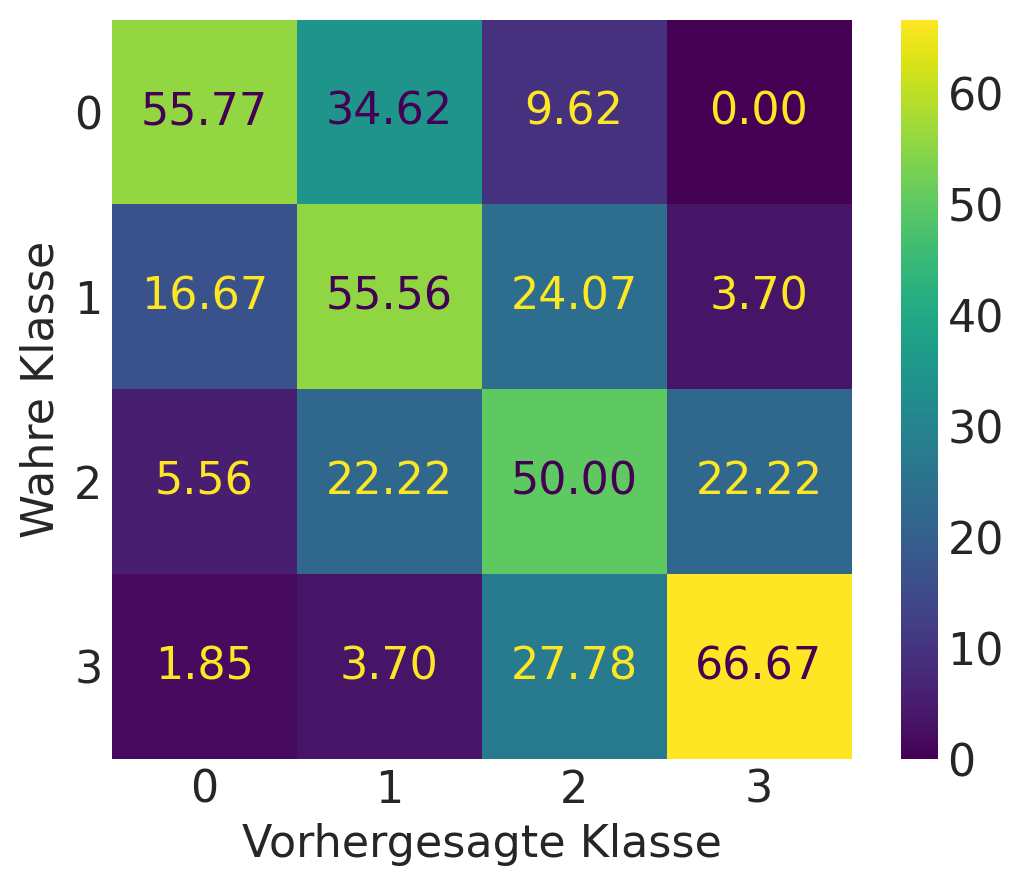 Wahre Klasse
0 55.77 34.62 9.62 0.00
1 16.67 55.56 24.07 3.70
2 5.56 22.22 50.00 22.22
3 1.85 3.70 27.78 66.67
0 1 2 3
Vorhergesagte Klasse
60
50
40
30
20
10
0